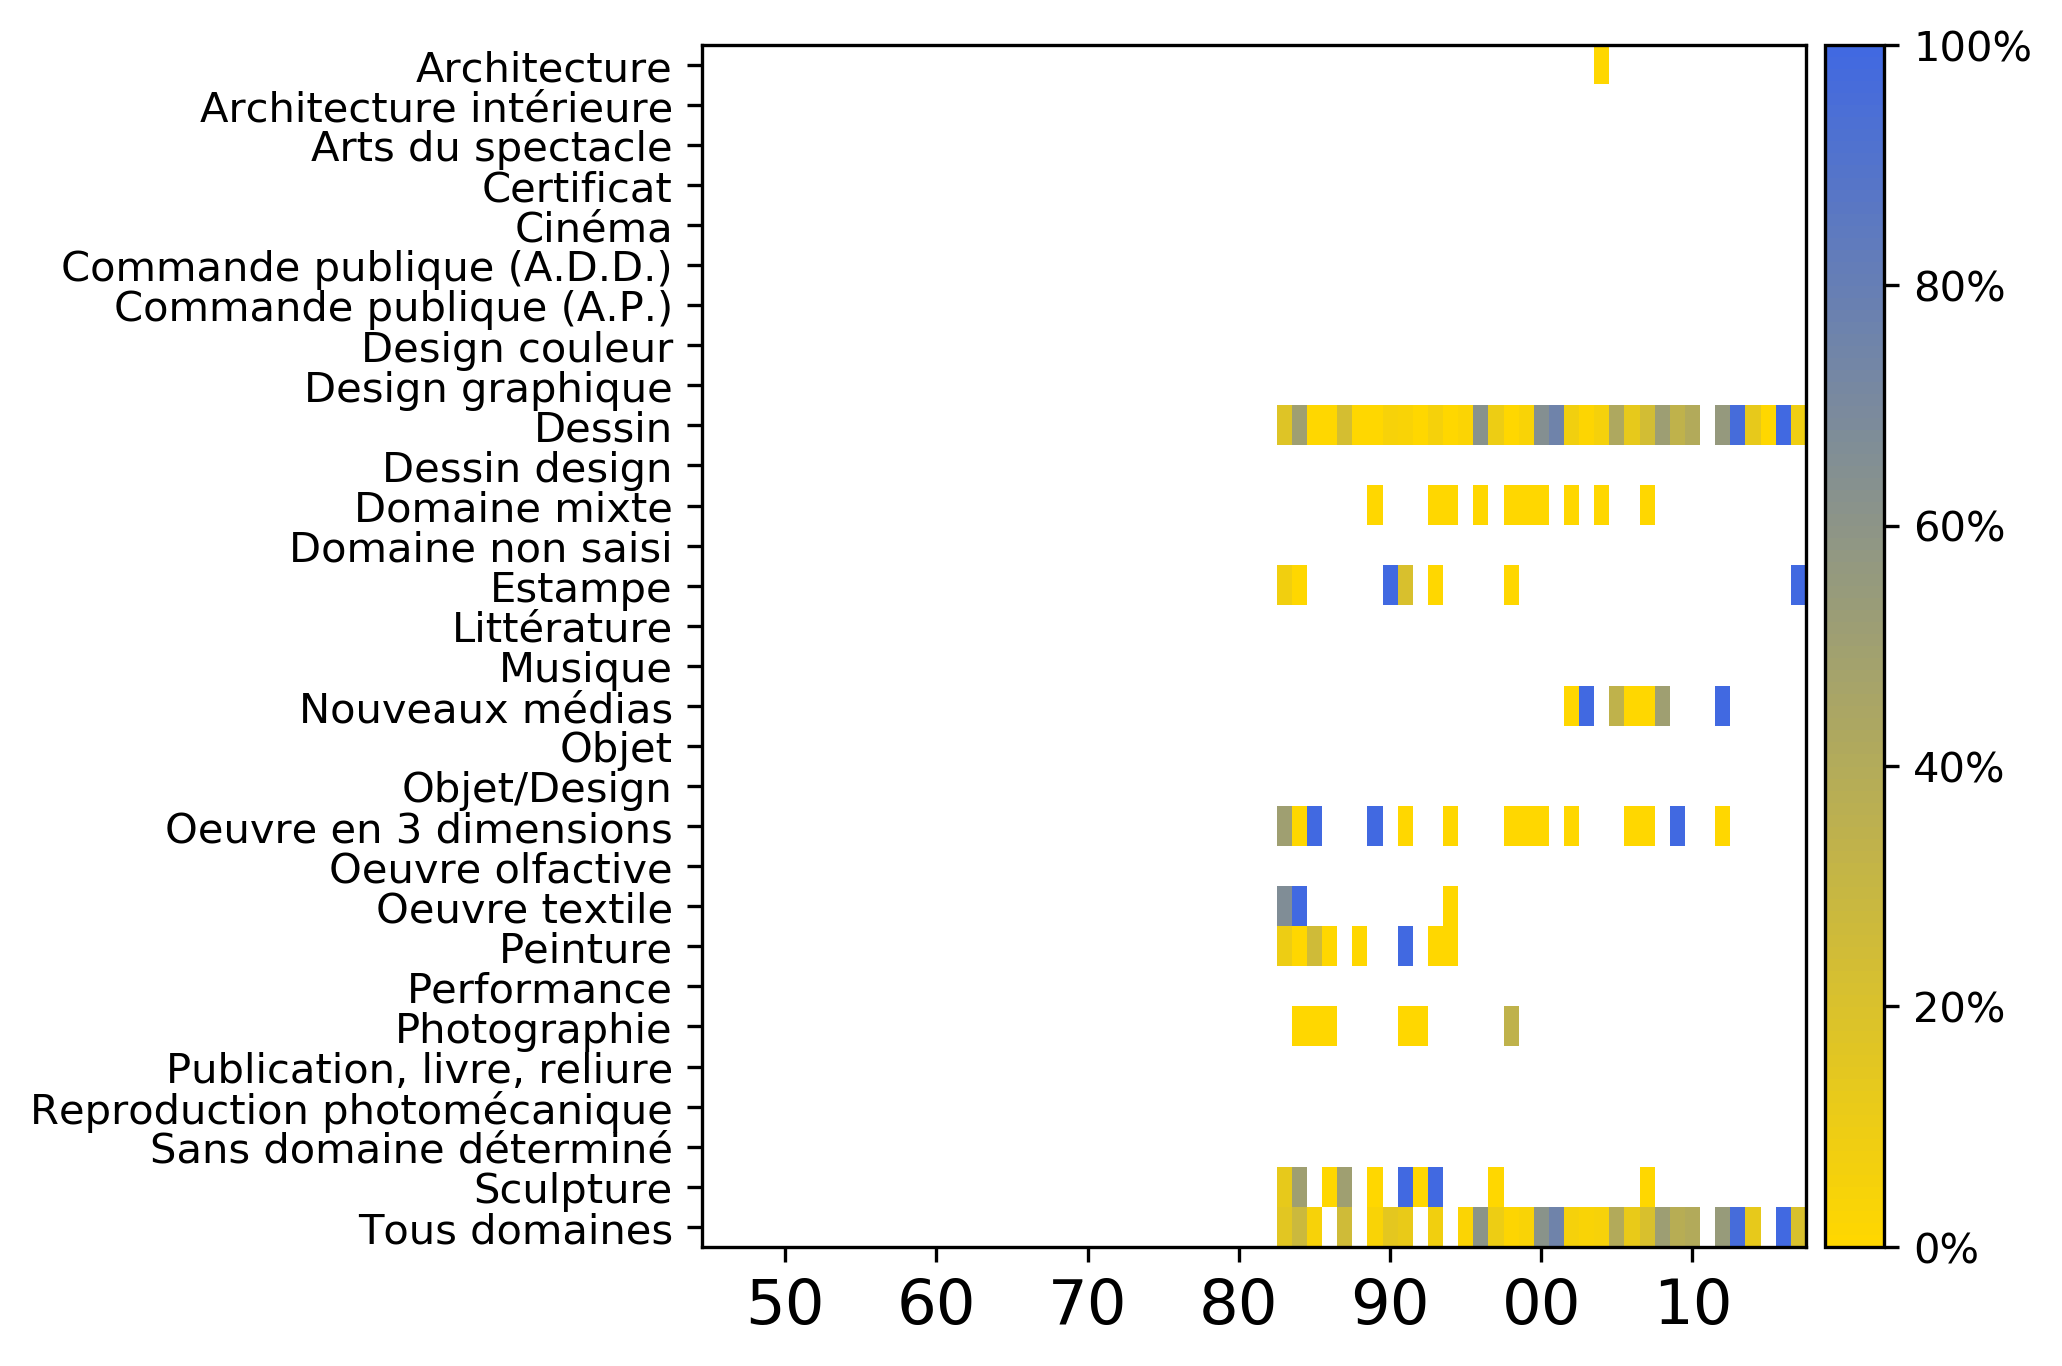 Architecture
Architecture intérieure
Arts du spectacle
Certificat
Cinéma
Commande publique (A.D.D.)
Commande publique (A.P.)
Design couleur
Design graphique
Dessin
Dessin design
Domaine mixte
Domaine non saisi
Estampe
Littérature
Musique
Nouveaux médias
Objet
Objet/Design
Oeuvre en 3 dimensions
Oeuvre olfactive
Oeuvre textile
Peinture
Performance
Photographie
Publication, livre, reliure
Reproduction photomécanique
Sans domaine déterminé
Sculpture
Tous domaines
50 60 70 80 90 00 10
100%
80%
60%
40%
20%
0%